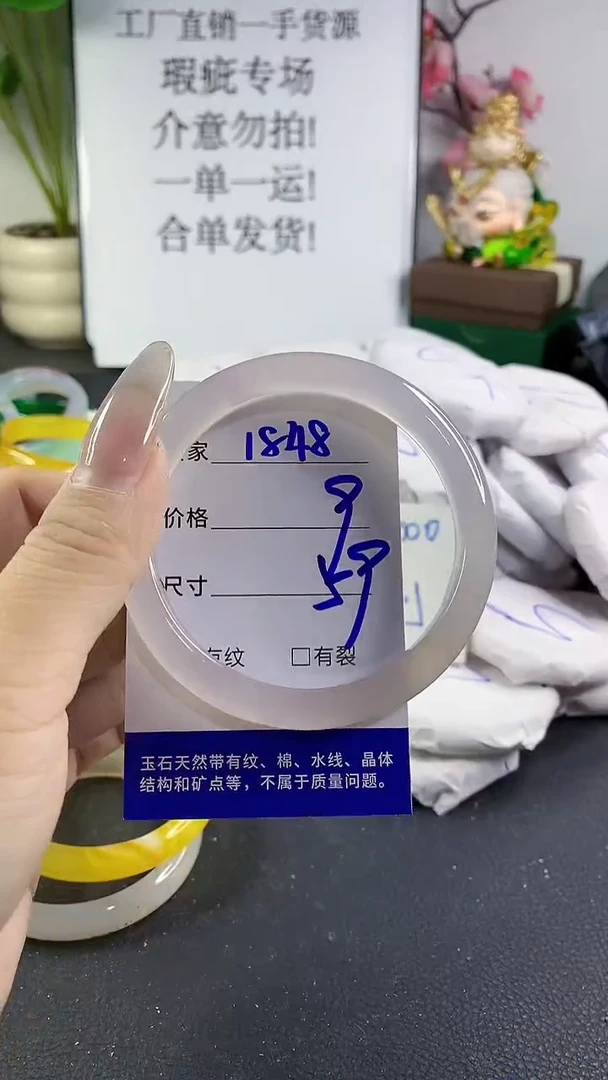 工厂直销一手货源
瑕疵专场
介意勿拍!
一单一运!
合单发货!
家 1848
价格
尺寸 59
有纹 □有裂
玉石天然带有纹、棉、水线、晶体
结构和矿点等，不属于质量问题。